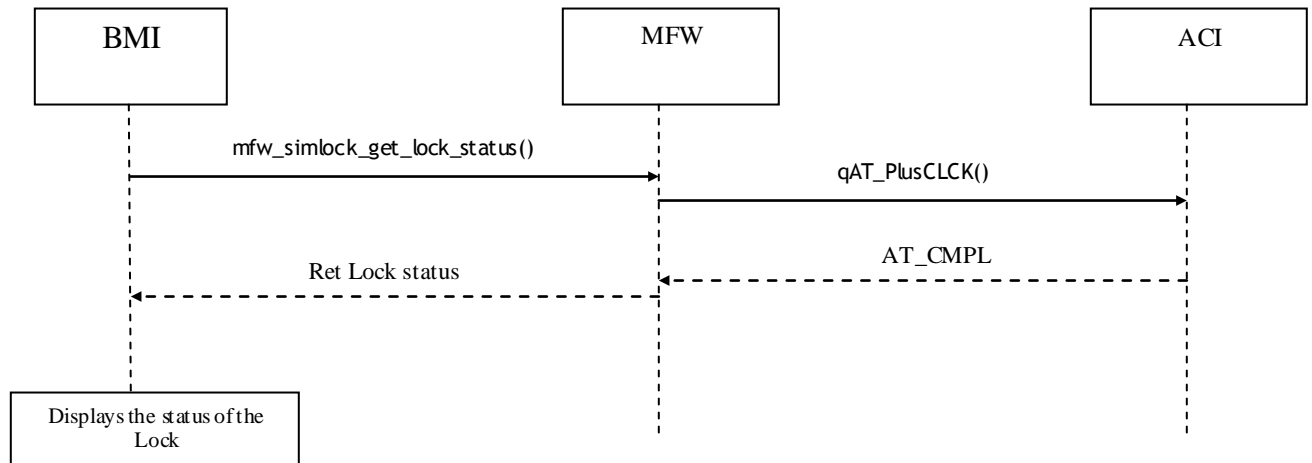 BMI
MFW
ACI
mfw_simlock_get_lock_status()
qAT_PlusCLCK()
AT_CMPL
Ret Lock status
Displays the status of the
Lock